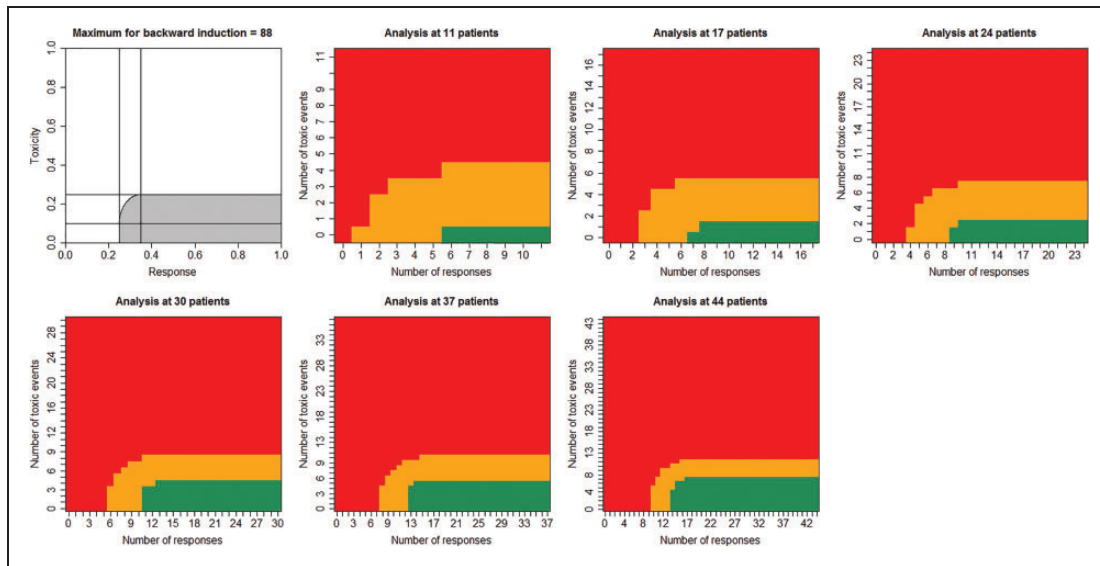 Maximum for backward induction = 88
Toxicity
1.0
0.8
0.6
0.4
0.2
0.0
0.0 0.2 0.4 0.6 0.8 1.0
Response
Analysis at 11 patients
Number of toxic events
11
9
8
7
6
5
4
3
2
1
0
0 1 2 3 4 5 6 7 8 9 10
Number of responses
Analysis at 17 patients
Number of toxic events
16
14
12
10
8
6
4
2
0
0 2 4 6 8 10 12 14 16
Number of responses
Analysis at 24 patients
Number of toxic events
23
20
17
14
12
10
8
6
4
2
0
0 2 4 6 8 11 14 17 20 23
Number of responses
Analysis at 30 patients
Number of toxic events
28
24
20
16
12
9
6
3
0
0 3 6 9 12 15 18 21 24 27 30
Number of responses
Analysis at 37 patients
Number of toxic events
33
28
23
18
13
9
6
3
0
0 3 6 9 13 17 21 25 29 33 37
Number of responses
Analysis at 44 patients
Number of toxic events
43
38
33
28
23
18
13
8
4
0
0 4 8 12 17 22 27 32 37 42
Number of responses